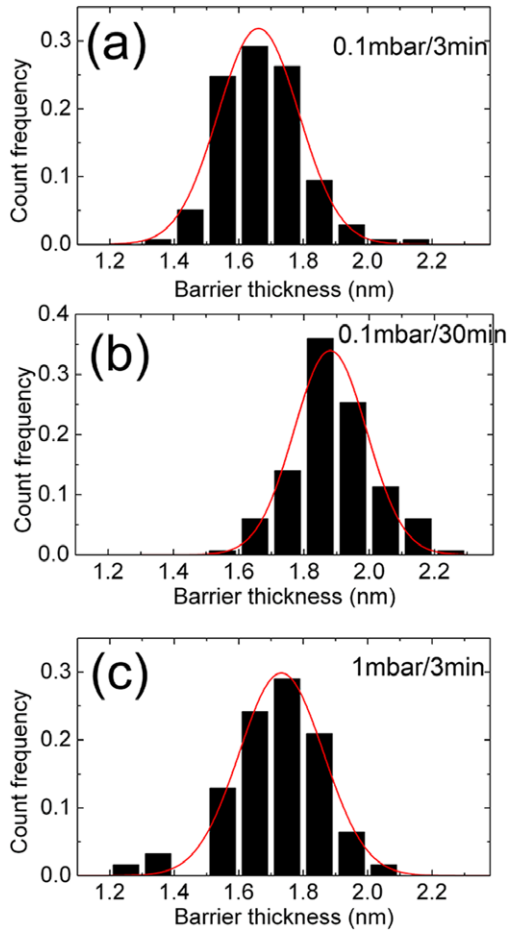 (a)
0.1mbar/3min
Count frequency
0.3
0.2
0.1
0.0
1.2 1.4 1.6 1.8 2.0 2.2
Barrier thickness (nm)
(b)
0.1mbar/30min
Count frequency
0.4
0.3
0.2
0.1
0.0
1.2 1.4 1.6 1.8 2.0 2.2
Barrier thickness (nm)
(c)
1mbar/3min
Count frequency
0.3
0.2
0.1
0.0
1.2 1.4 1.6 1.8 2.0 2.2
Barrier thickness (nm)